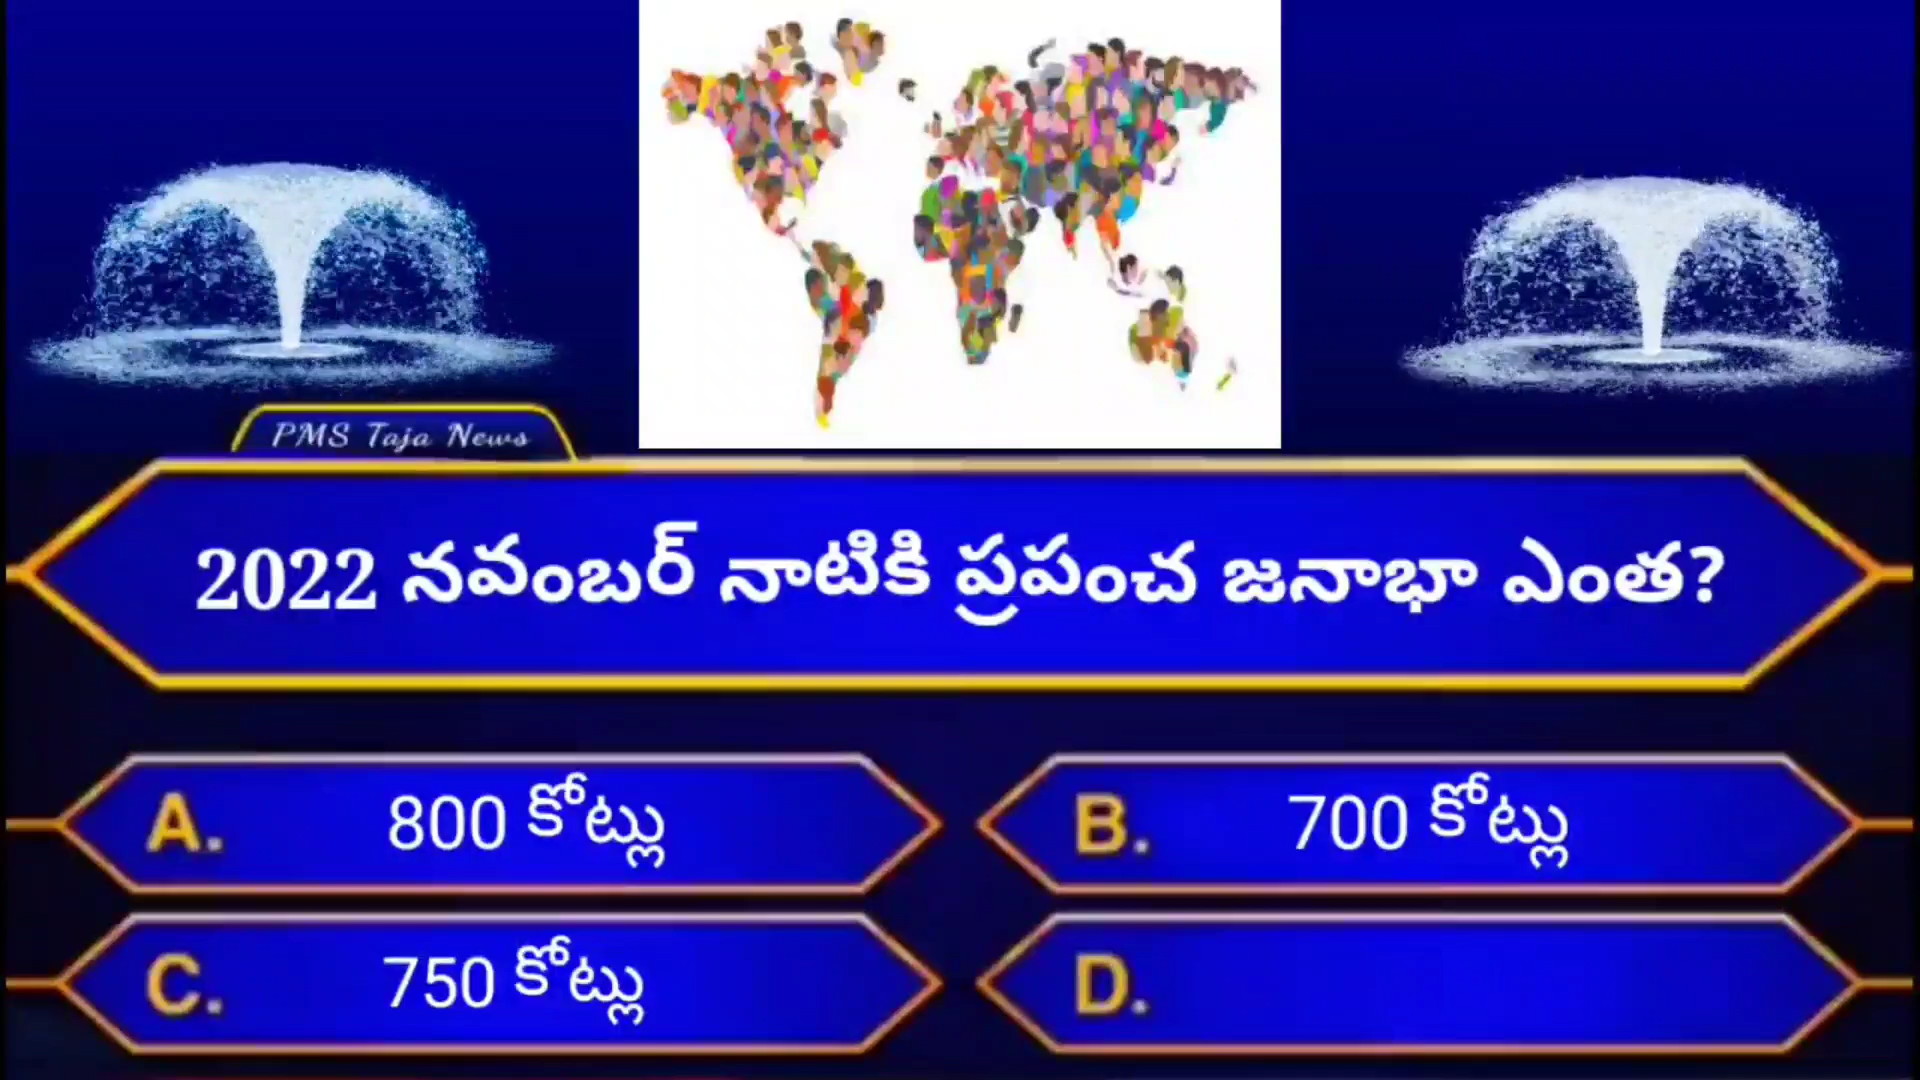 PMS Taja News
2022 నవంబర్ నాటికి ప్రపంచ జనాభా ఎంత?
A. 800 కోట్లు
B. 700 కోట్లు
C. 750 కోట్లు
D.